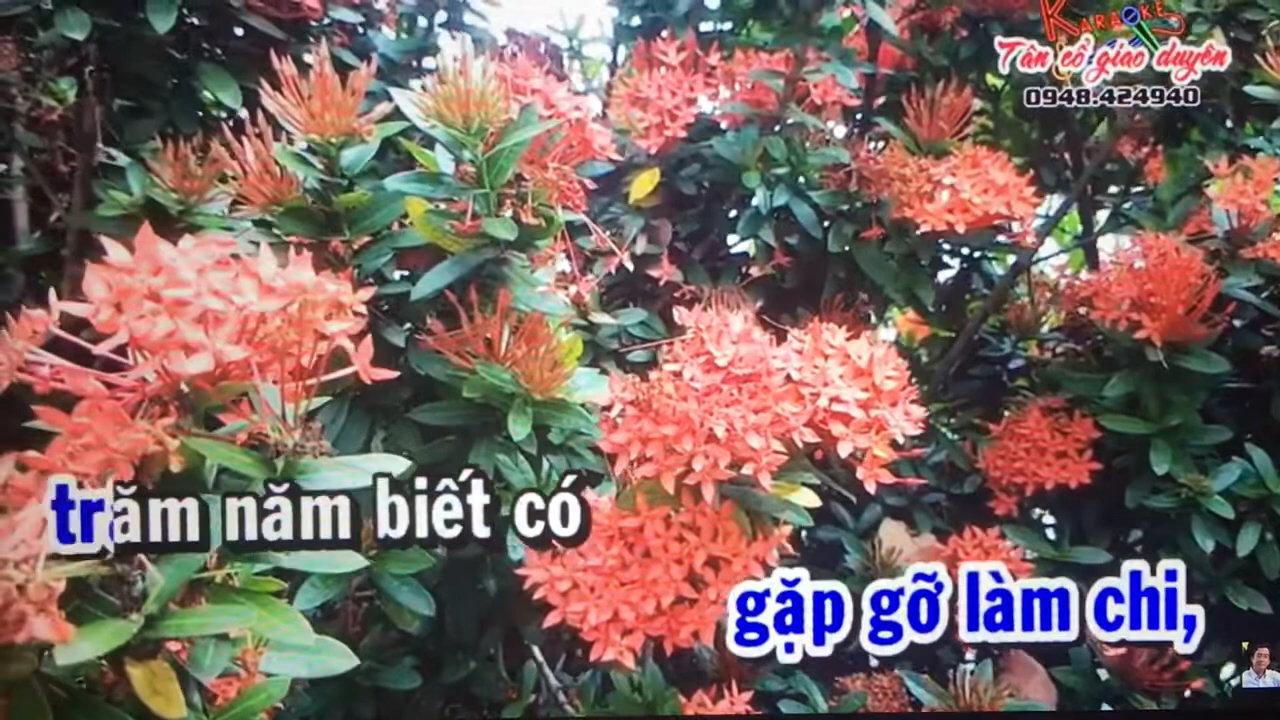 KARAOKE
Tân cổ giao duyên
0948.424940
trăm năm biết có
gặp gỡ làm chi,